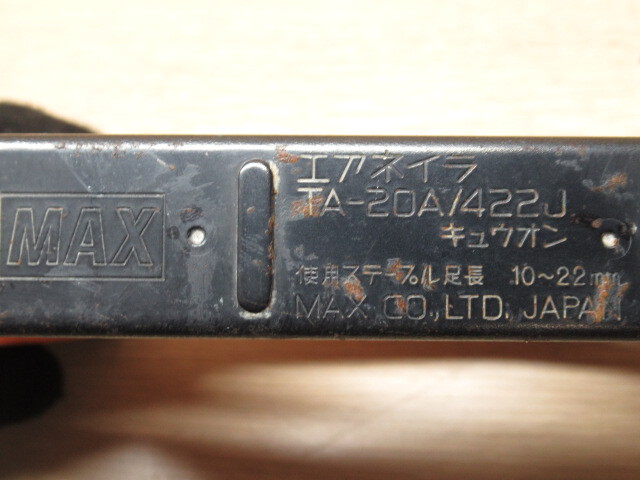 MAX
エアネイラ
TA-20A/422J
キュウオン
使用ステープル足長 10～22mm
MAX CO.,LTD. JAPAN